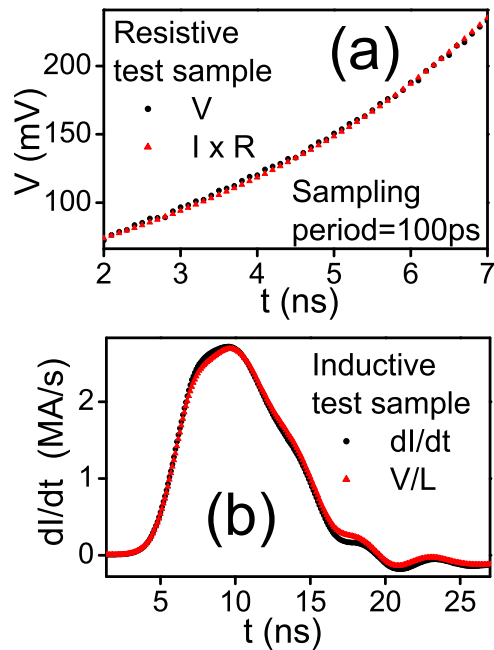 Resistive
test sample
V
I x R
(a)
Sampling
period=100ps
V (mV)
200
150
100
2 3 4 5 6 7
t (ns)
Inductive
test sample
dI/dt
V/L
(b)
dI/dt (MA/s)
2
1
0
5 10 15 20 25
t (ns)